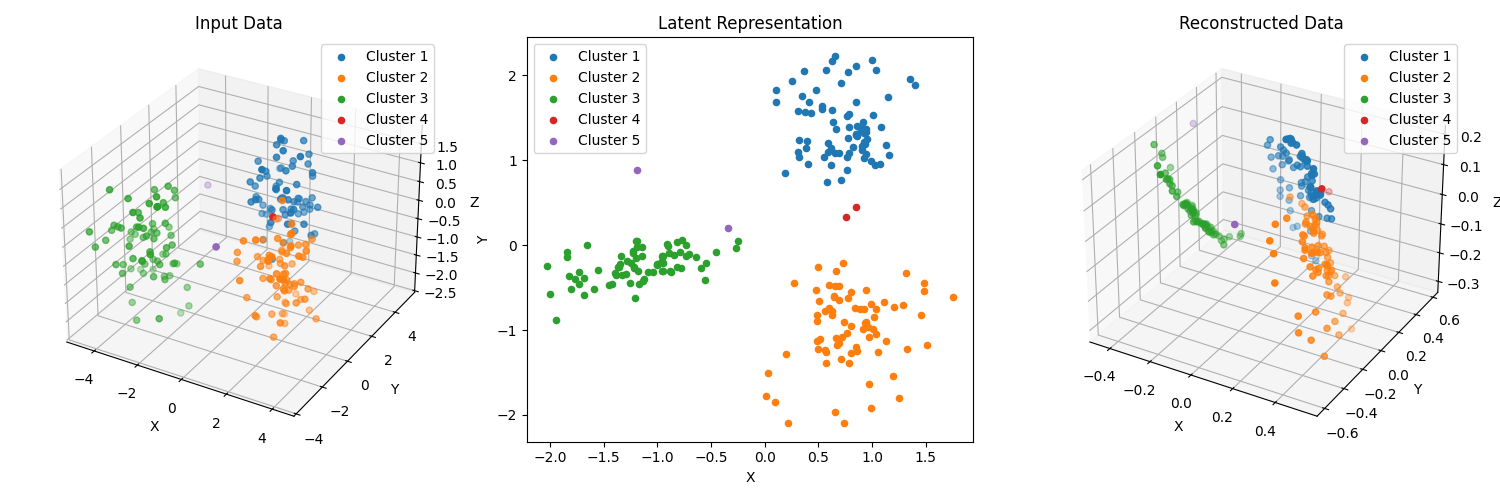 Input Data
Cluster 1
Cluster 2
Cluster 3
Cluster 4
Cluster 5
1.5
1.0
0.5
0.0
−0.5
−1.0
−1.5
−2.0
−2.5
Z
−4
−2
0
2
4
X
−4
−2
0
2
4
Y
Latent Representation
Cluster 1
Cluster 2
Cluster 3
Cluster 4
Cluster 5
2
1
0
−1
−2
Y
−2.0
−1.5
−1.0
−0.5
0.0
0.5
1.0
1.5
X
Reconstructed Data
Cluster 1
Cluster 2
Cluster 3
Cluster 4
Cluster 5
0.2
0.1
0.0
−0.1
−0.2
−0.3
Z
−0.4
−0.2
0.0
0.2
0.4
X
−0.6
−0.4
−0.2
0.0
0.2
0.4
0.6
Y